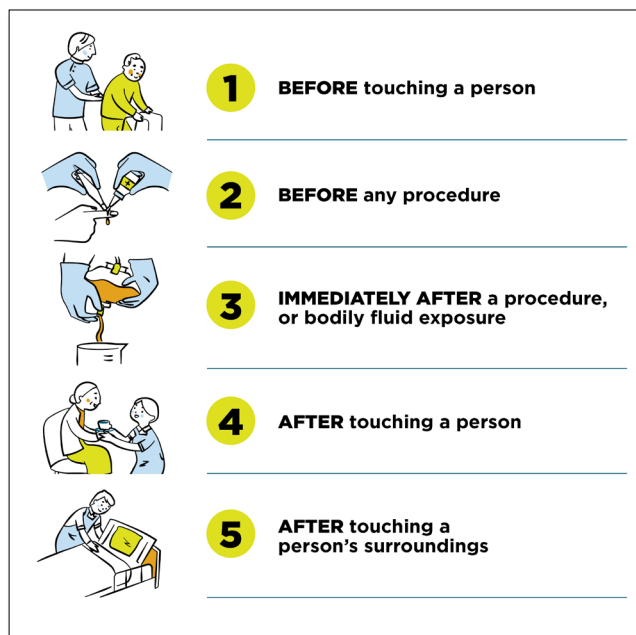 1 BEFORE touching a person
2 BEFORE any procedure
3 IMMEDIATELY AFTER a procedure,
or bodily fluid exposure
4 AFTER touching a person
5 AFTER touching a
person's surroundings